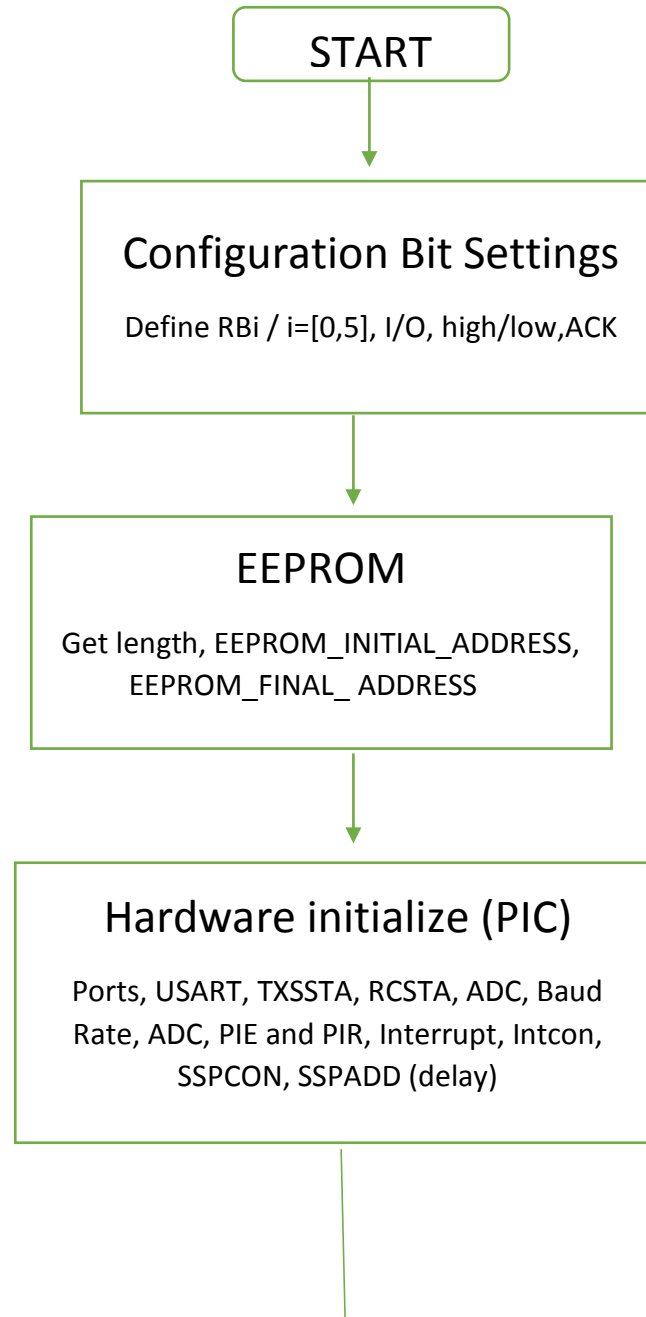 START
Configuration Bit Settings
Define RBi / i=[0,5], I/O, high/low,ACK
EEPROM
Get length, EEPROM_INITIAL_ADDRESS,
EEPROM_FINAL_ ADDRESS
Hardware initialize (PIC)
Ports, USART, TXSSTA, RCSTA, ADC, Baud
Rate, ADC, PIE and PIR, Interrupt, Intcon,
SSPCON, SSPADD (delay)